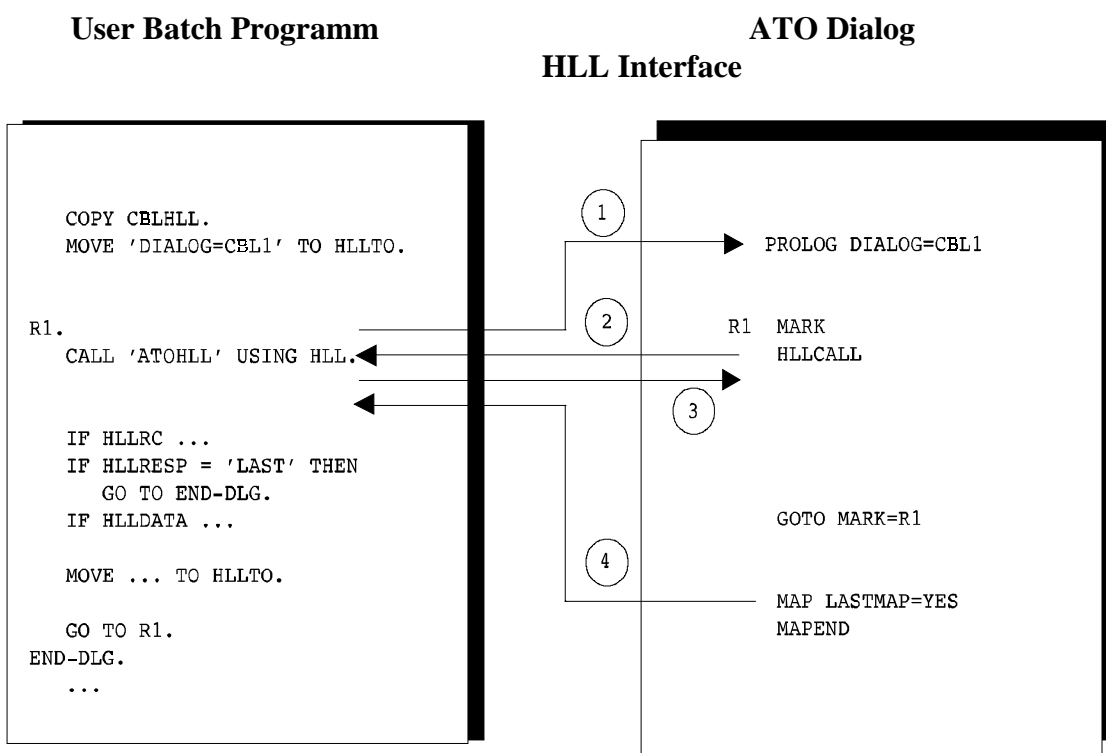 User Batch Programm
ATO Dialog
HLL Interface
COPY CBLHLL.
MOVE 'DIALOG=CBL1' TO HLLTO.
R1.
CALL 'ATOHLL' USING HLL.
IF HLLRC ...
IF HLLRESP = 'LAST' THEN
GO TO END-DLG.
IF HLLDATA ...
MOVE ... TO HLLTO.
GO TO R1.
END-DLG.
...
1
2
3
4
PROLOG DIALOG=CBL1
R1 MARK
HLLCALL
GOTO MARK=R1
MAP LASTMAP=YES
MAPEND